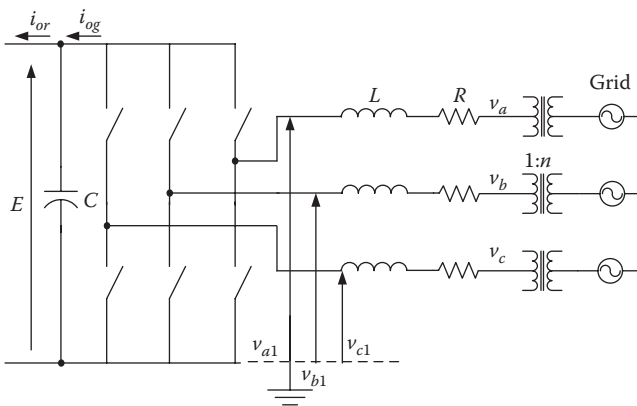 i_or i_og
L R v_a Grid
1:n
v_b
E C
v_c
v_a1 v_c1
v_b1